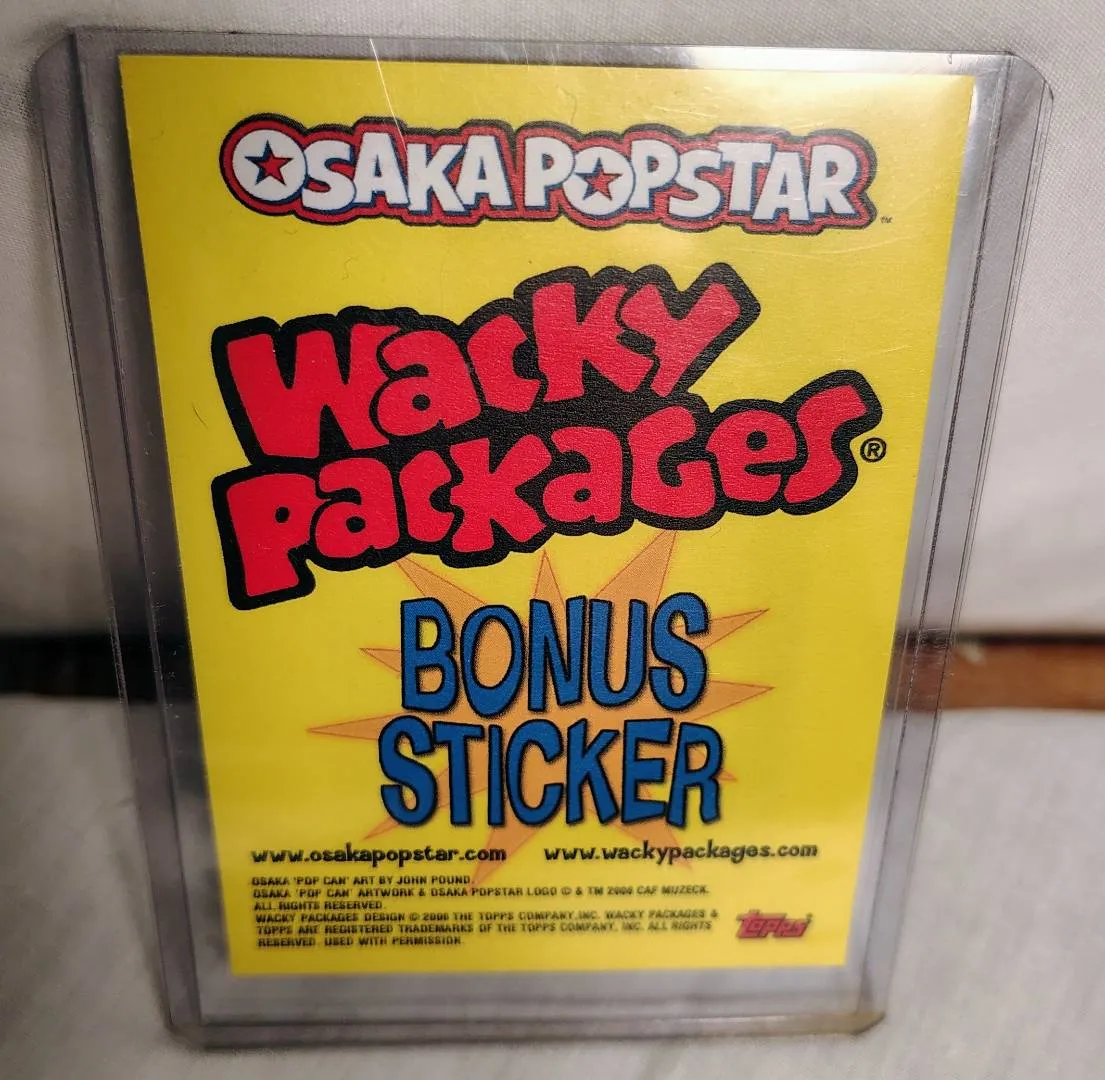 OSAKA POPSTAR™
Wacky
Packages®
BONUS
STICKER
www.osakapopstar.com www.wackypackages.com
OSAKA 'POP CAN' ART BY JOHN POUND.
OSAKA 'POP CAN' ARTWORK & OSAKA POPSTAR LOGO © & TM 2006 CAF MUZECK.
ALL RIGHTS RESERVED.
WACKY PACKAGES DESIGN © 2006 THE TOPPS COMPANY, INC. WACKY PACKAGES &
TOPPS ARE REGISTERED TRADEMARKS OF THE TOPPS COMPANY, INC. ALL RIGHTS
RESERVED. USED WITH PERMISSION.
Topps®